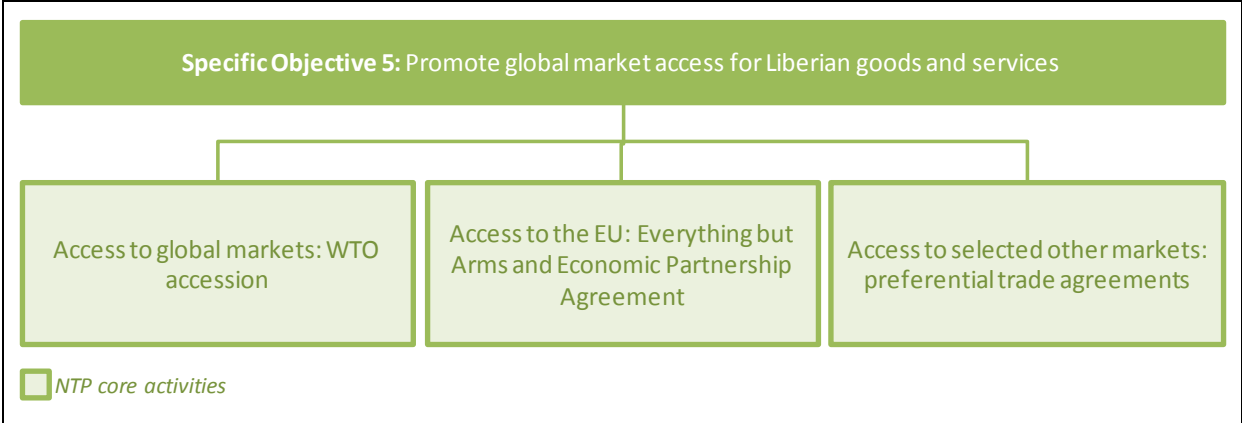 Specific Objective 5: Promote global market access for Liberian goods and services
Access to global markets: WTO
accession
Access to the EU: Everything but
Arms and Economic Partnership
Agreement
Access to selected other markets:
preferential trade agreements
NTP core activities